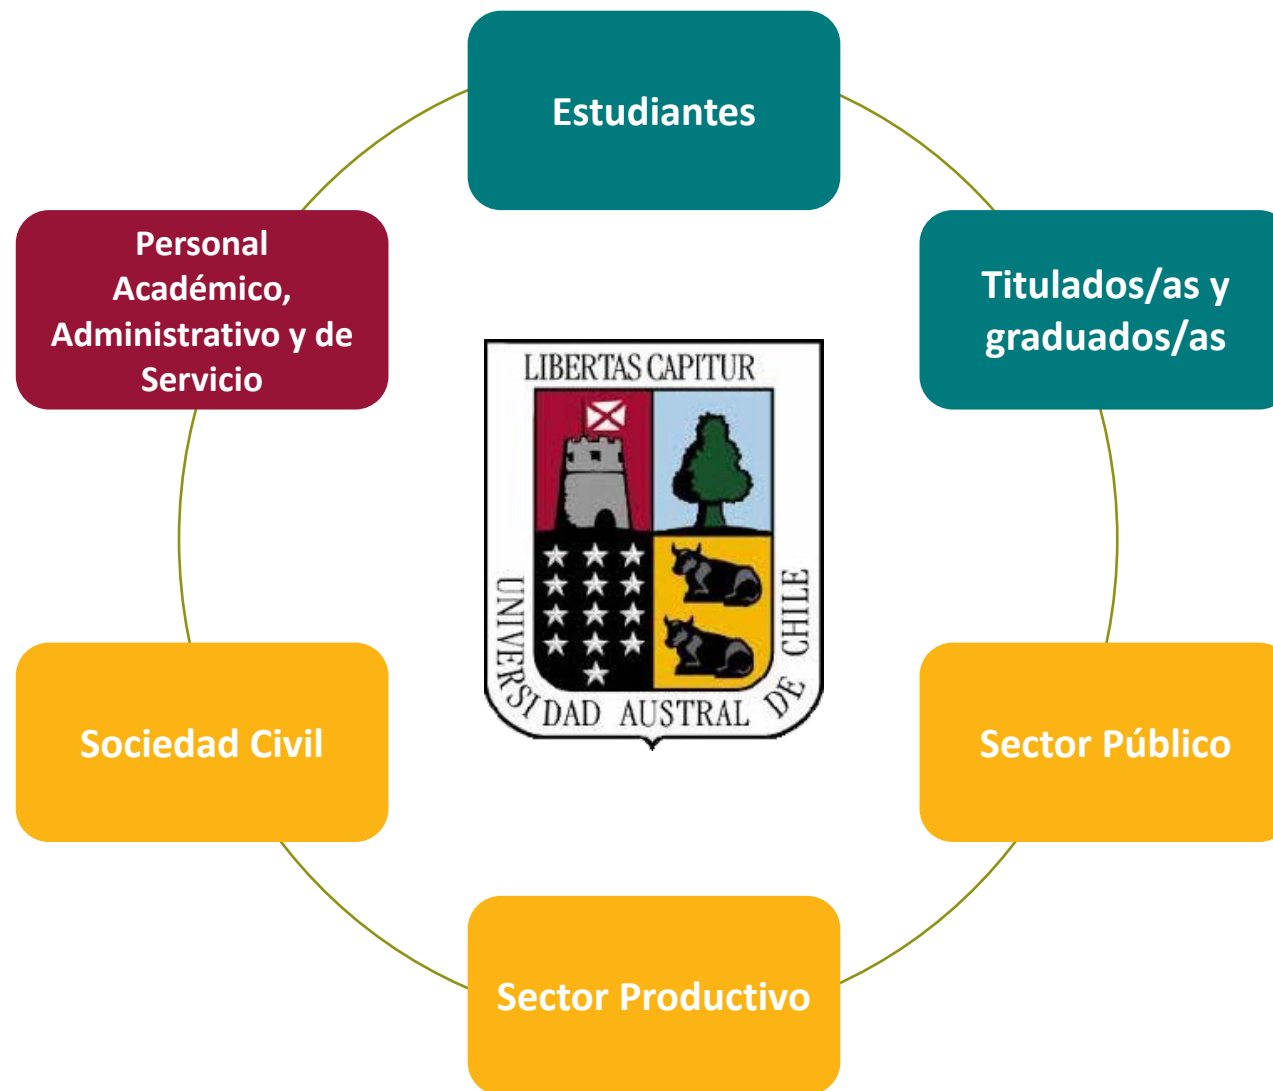 Estudiantes
Personal
Académico,
Administrativo y de
Servicio
Titulados/as y
graduados/as
LIBERTAS CAPITUR
UNIVERSIDAD AUSTRAL DE CHILE
Sociedad Civil
Sector Público
Sector Productivo